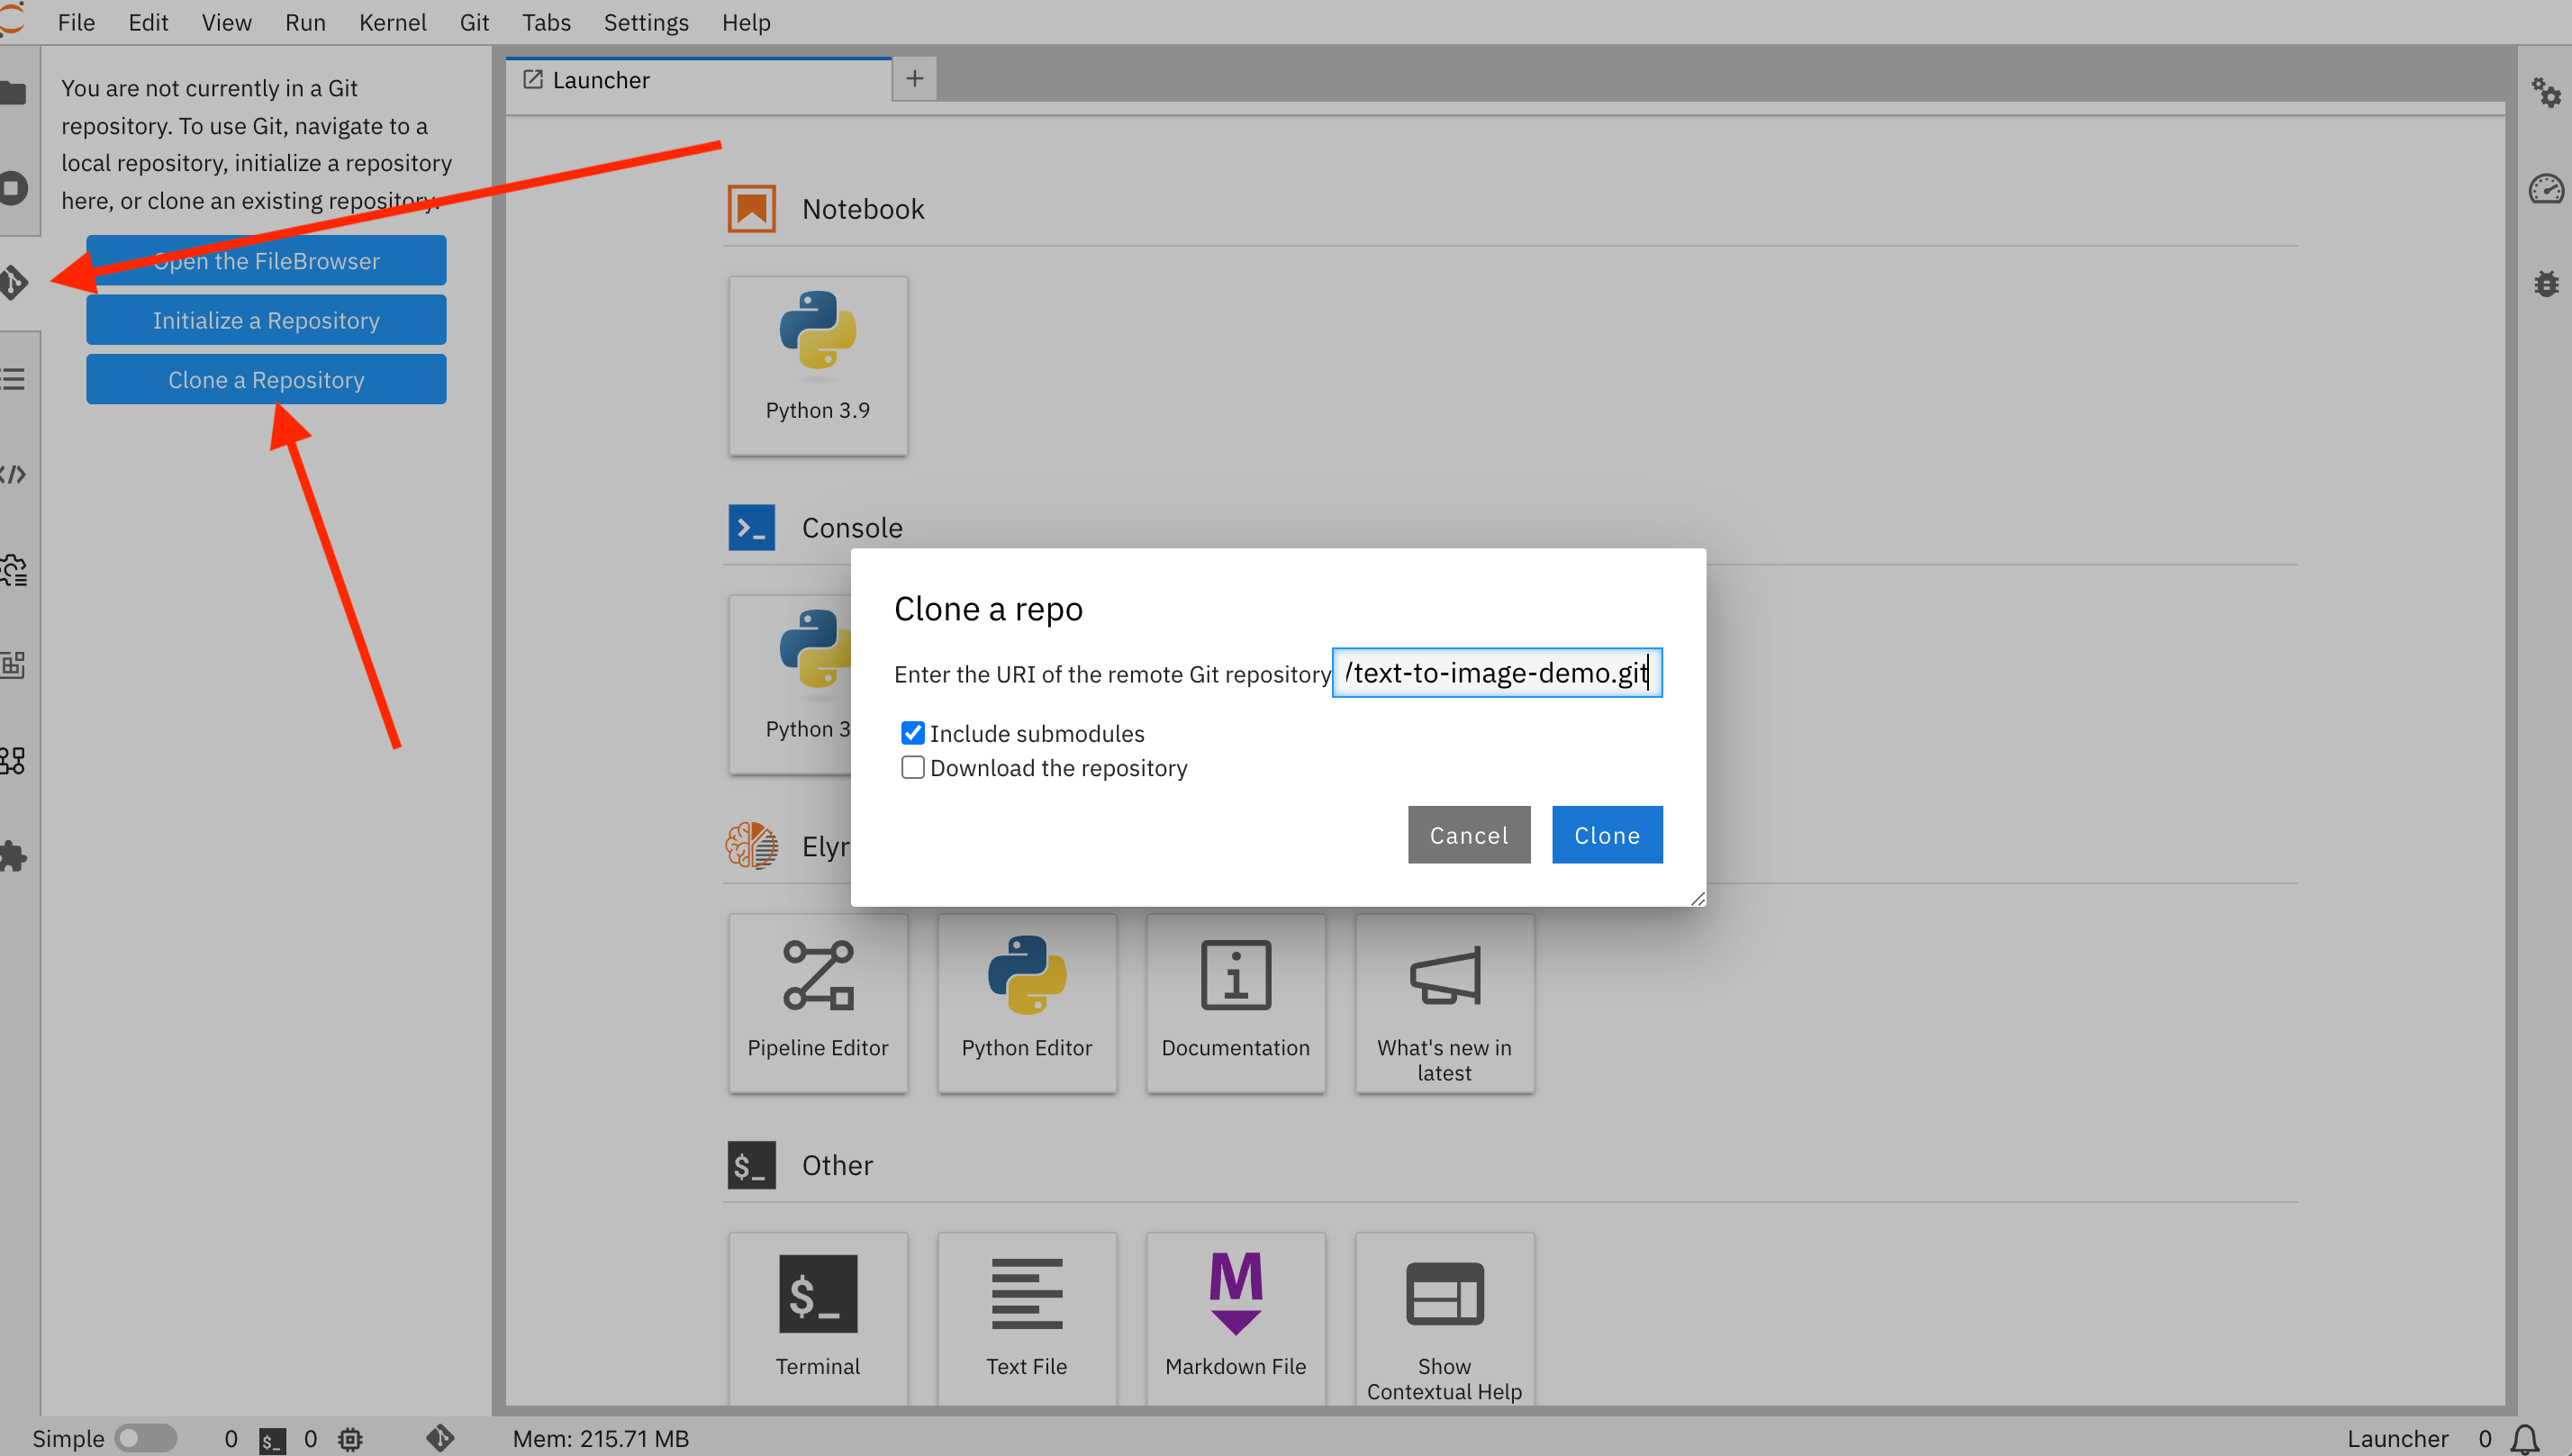 File Edit View Run Kernel Git Tabs Settings Help
You are not currently in a Git
repository. To use Git, navigate to a
local repository, initialize a repository
here, or clone an existing repository.
Open the FileBrowser
Initialize a Repository
Clone a Repository
Launcher
Notebook
Python 3.9
Console
Python 3
Clone a repo
Enter the URI of the remote Git repository /text-to-image-demo.git
Include submodules
Download the repository
Cancel Clone
Elyr
Pipeline Editor
Python Editor
Documentation
What's new in
latest
$_ Other
$_
Terminal
Text File
M
Markdown File
Show
Contextual Help
Simple 0 $_ 0 Mem: 215.71 MB Launcher 0